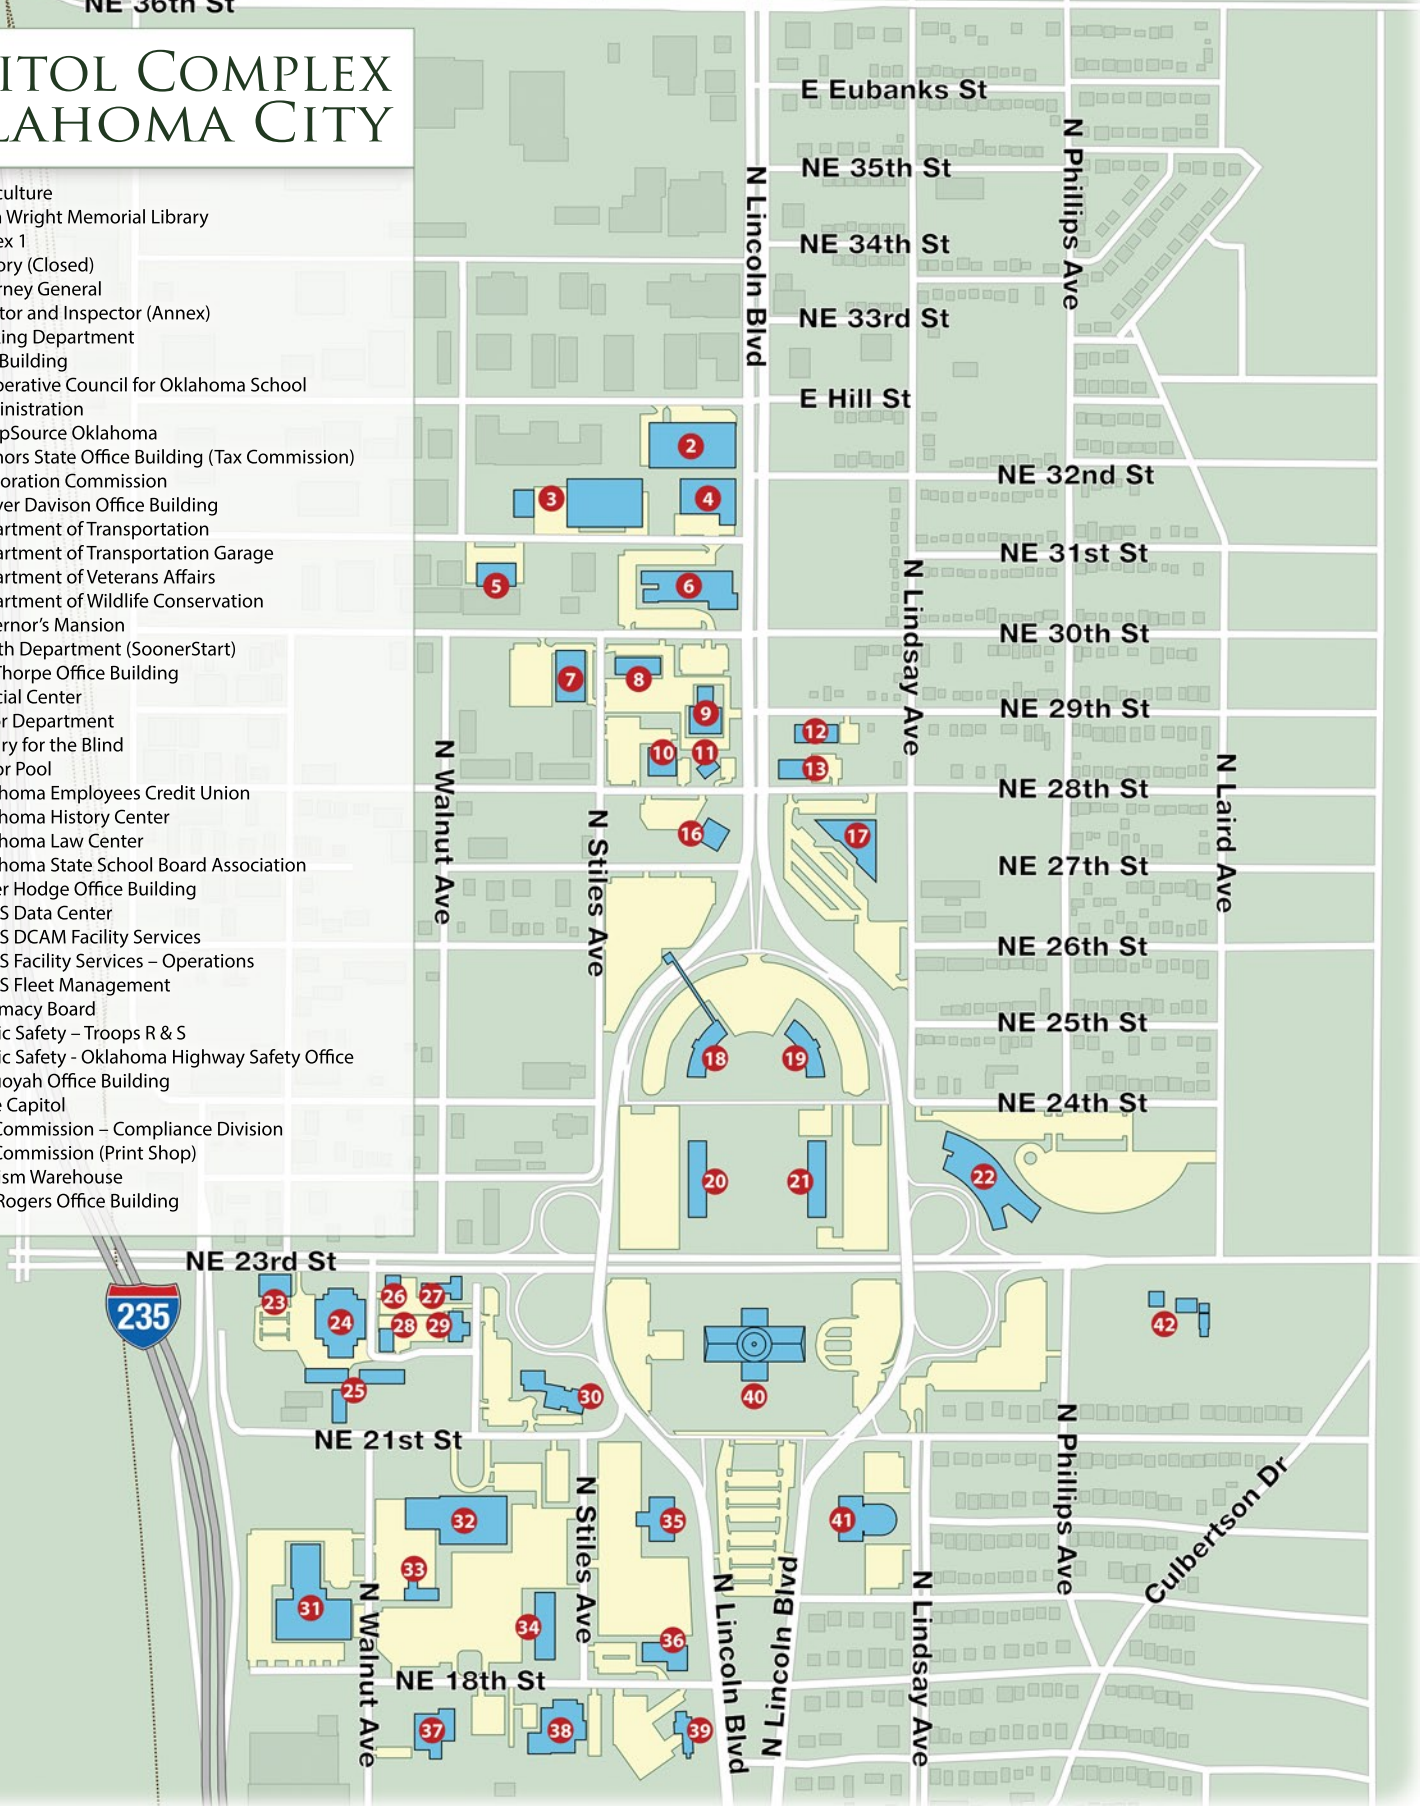 NE 36th St
ITOL COMPLEX
LAHOMA CITY
culture
Wright Memorial Library
ex 1
ory (Closed)
rney General
tor and Inspector (Annex)
ing Department
Building
perative Council for Oklahoma School
inistration
pSource Oklahoma
nors State Office Building (Tax Commission)
oration Commission
er Davison Office Building
artment of Transportation
artment of Transportation Garage
artment of Veterans Affairs
artment of Wildlife Conservation
ernor's Mansion
th Department (SoonerStart)
Thorpe Office Building
cial Center
r Department
ry for the Blind
or Pool
homa Employees Credit Union
homa History Center
homa Law Center
homa State School Board Association
er Hodge Office Building
S Data Center
S DCAM Facility Services
S Facility Services – Operations
S Fleet Management
macy Board
ic Safety – Troops R & S
ic Safety - Oklahoma Highway Safety Office
uoyah Office Building
e Capitol
Commission – Compliance Division
Commission (Print Shop)
ism Warehouse
Rogers Office Building
E Eubanks St
NE 35th St
NE 34th St
NE 33rd St
E Hill St
N Lincoln Blvd
N Phillips Ave
2
3
4
NE 32nd St
NE 31st St
5
6
NE 30th St
N Lindsay Ave
7
8
9
NE 29th St
10
11
12
13
NE 28th St
N Walnut Ave
N Stiles Ave
N Laird Ave
16
17
NE 27th St
NE 26th St
NE 25th St
18
19
NE 24th St
20
21
22
NE 23rd St
235
23
24
25
26
27
28
29
30
40
42
NE 21st St
N Phillips Ave
Culbertson Dr
N Stiles Ave
32
35
41
33
31
34
36
N Walnut Ave
N Lincoln Blvd
N Lincoln Blvd
N Lindsay Ave
NE 18th St
37
38
39